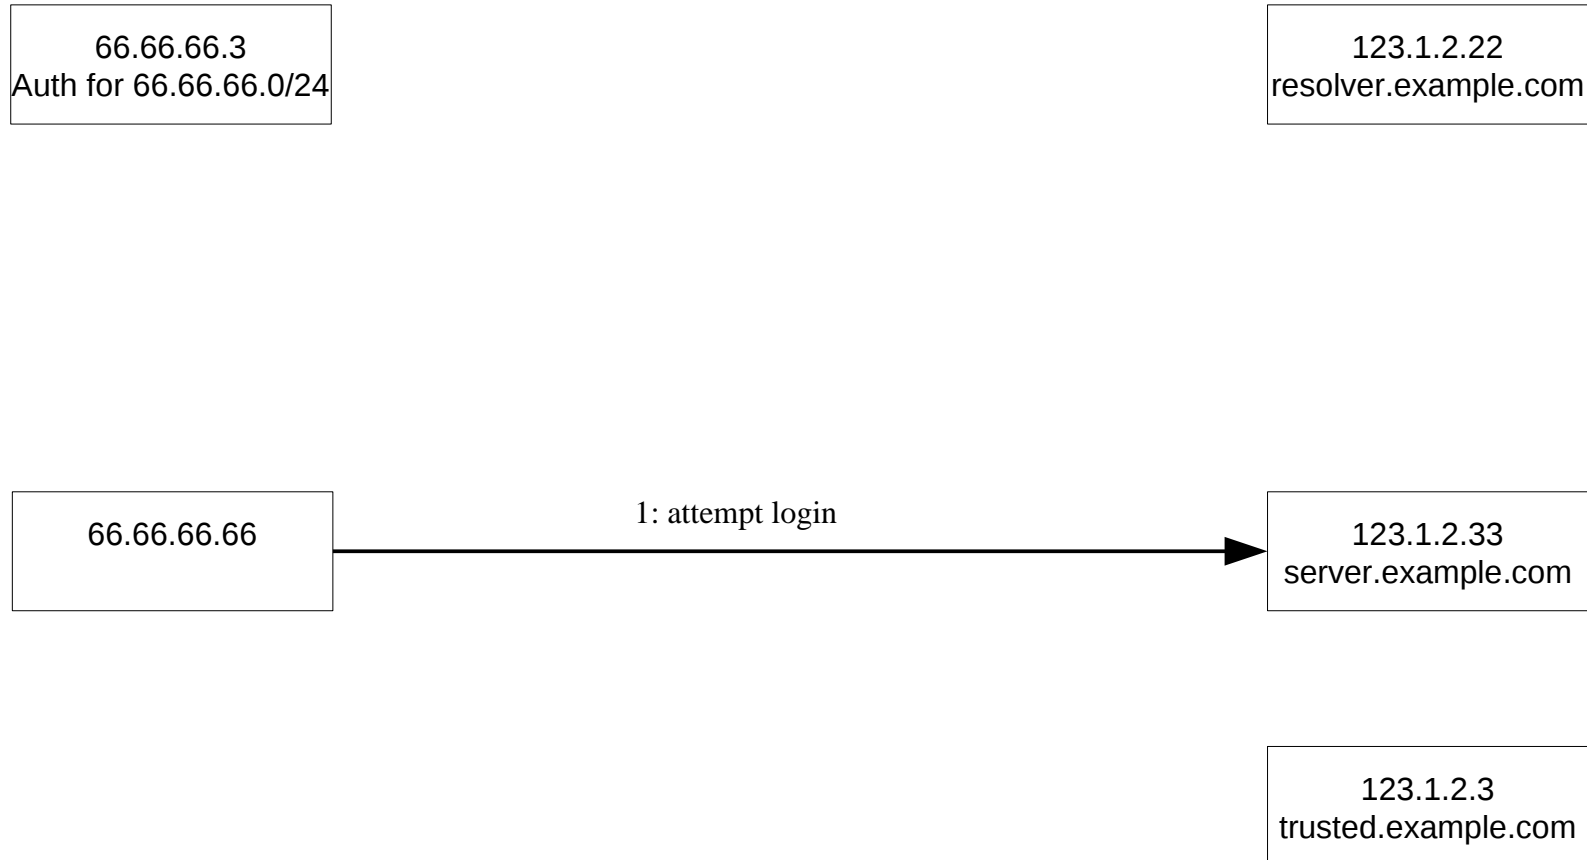 66.66.66.3
Auth for 66.66.66.0/24
123.1.2.22
resolver.example.com
66.66.66.66
1: attempt login
123.1.2.33
server.example.com
123.1.2.3
trusted.example.com